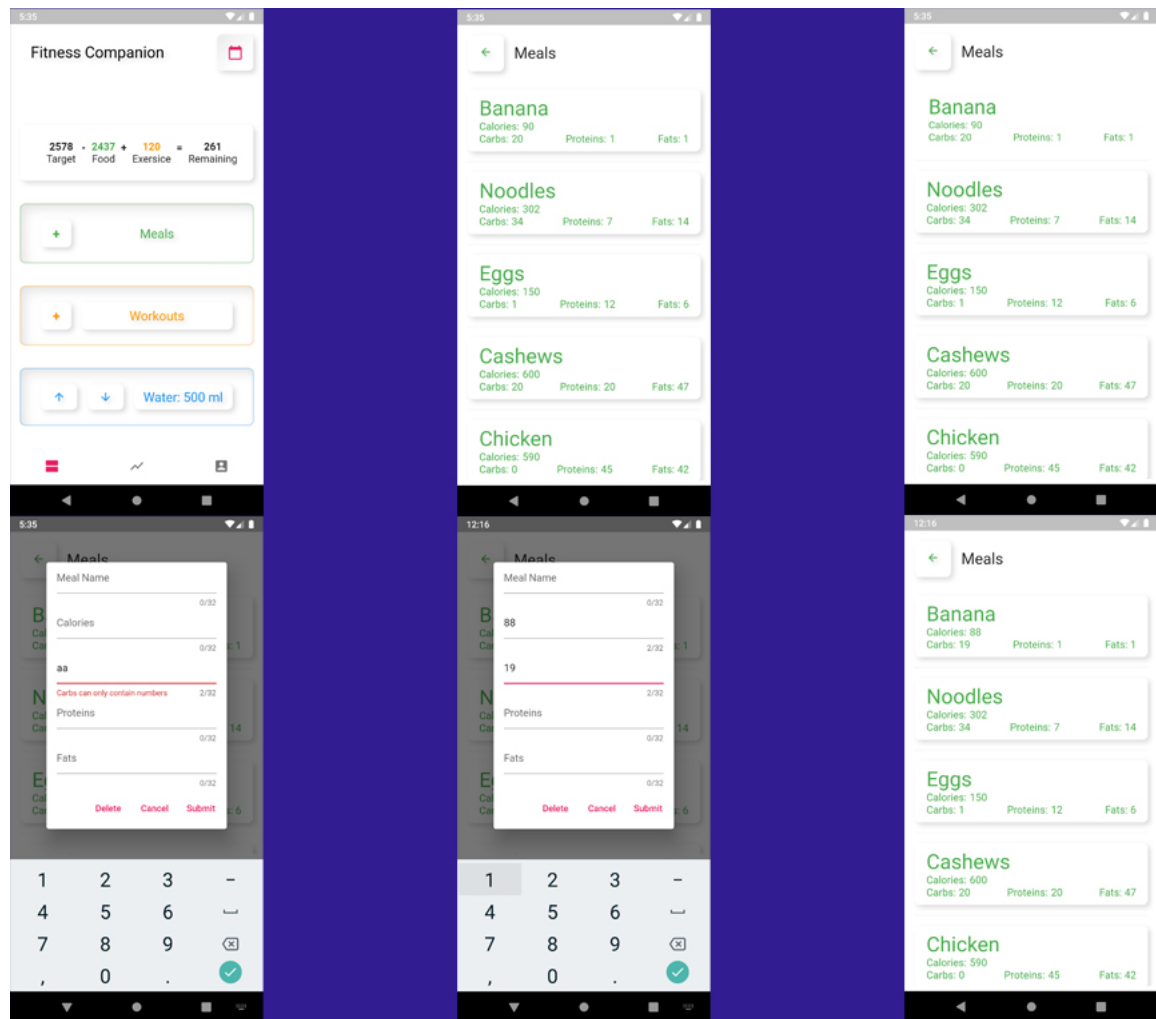 5:35
Fitness Companion
2578 - 2437 + 120 = 261
Target Food Exersice Remaining
+ Meals
+ Workouts
Water: 500 ml
5:35
Meals
Banana
Calories: 90
Carbs: 20 Proteins: 1 Fats: 1
Noodles
Calories: 302
Carbs: 34 Proteins: 7 Fats: 14
Eggs
Calories: 150
Carbs: 1 Proteins: 12 Fats: 6
Cashews
Calories: 600
Carbs: 20 Proteins: 20 Fats: 47
Chicken
Calories: 590
Carbs: 0 Proteins: 45 Fats: 42
5:35
Meals
Banana
Calories: 90
Carbs: 20 Proteins: 1 Fats: 1
Noodles
Calories: 302
Carbs: 34 Proteins: 7 Fats: 14
Eggs
Calories: 150
Carbs: 1 Proteins: 12 Fats: 6
Cashews
Calories: 600
Carbs: 20 Proteins: 20 Fats: 47
Chicken
Calories: 590
Carbs: 0 Proteins: 45 Fats: 42
5:35
Meals
Meal Name
0/32
Calories
0/32
aa
Carbs can only contain numbers 2/32
Proteins
0/32
Fats
0/32
Delete Cancel Submit
1 2 3 -
4 5 6
7 8 9
, 0 .
12:16
Meals
Meal Name
0/32
88
2/32
19
2/32
Proteins
0/32
Fats
0/32
Delete Cancel Submit
1 2 3 -
4 5 6
7 8 9
, 0 .
12:16
Meals
Banana
Calories: 88
Carbs: 19 Proteins: 1 Fats: 1
Noodles
Calories: 302
Carbs: 34 Proteins: 7 Fats: 14
Eggs
Calories: 150
Carbs: 1 Proteins: 12 Fats: 6
Cashews
Calories: 600
Carbs: 20 Proteins: 20 Fats: 47
Chicken
Calories: 590
Carbs: 0 Proteins: 45 Fats: 42